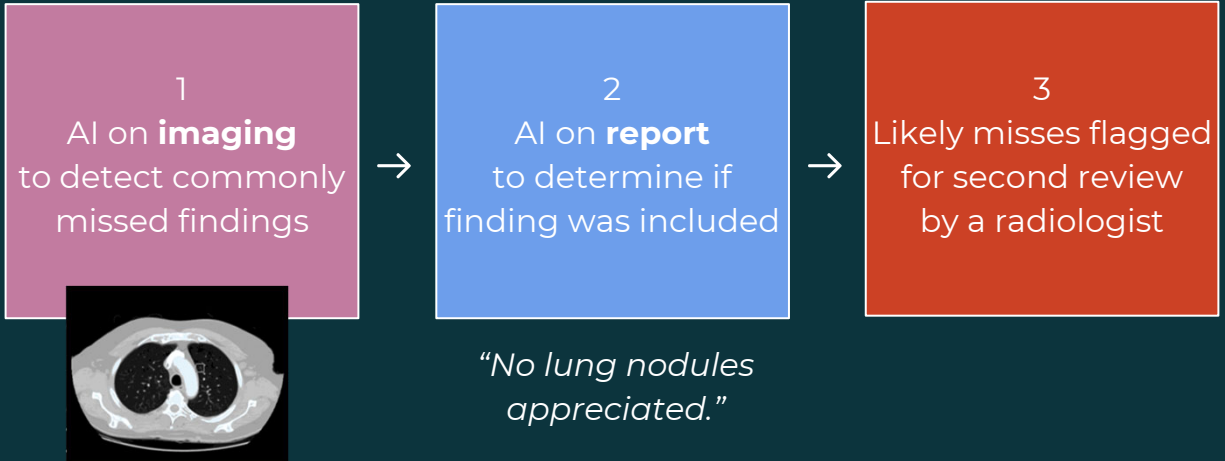 1
AI on imaging
to detect commonly
missed findings
→
2
AI on report
to determine if
finding was included
→
3
Likely misses flagged
for second review
by a radiologist
“No lung nodules
appreciated.”